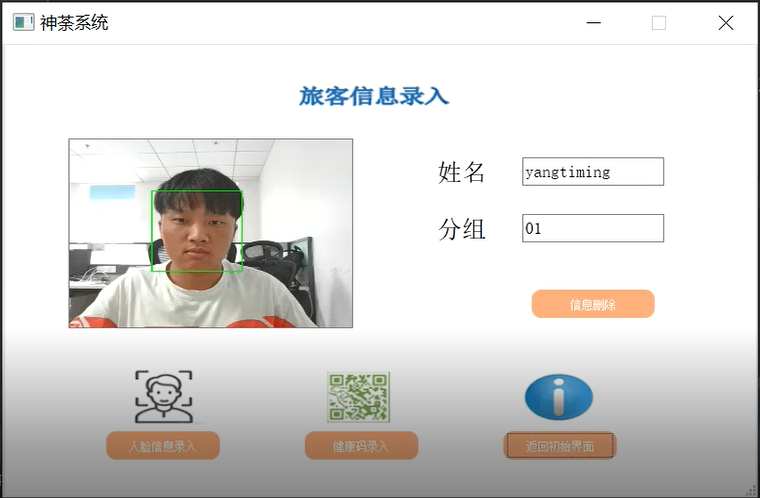 神荼系统
旅客信息录入
姓名
yangtiming
分组
01
信息删除
人脸信息录入
健康码录入
返回初始界面